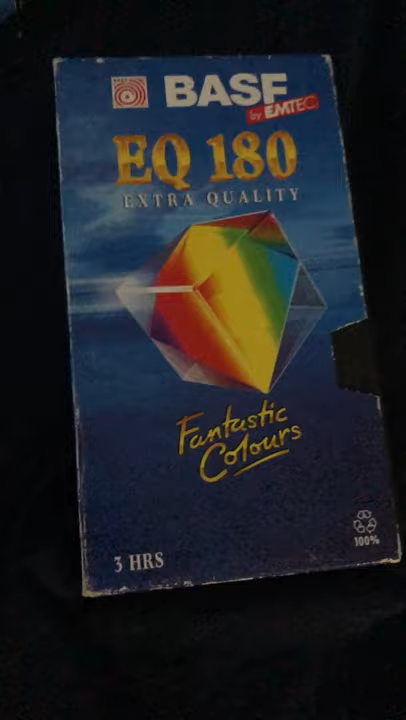 BASF
by EMTEC
EQ 180
EXTRA QUALITY
Fantastic
Colours
100%
3 HRS